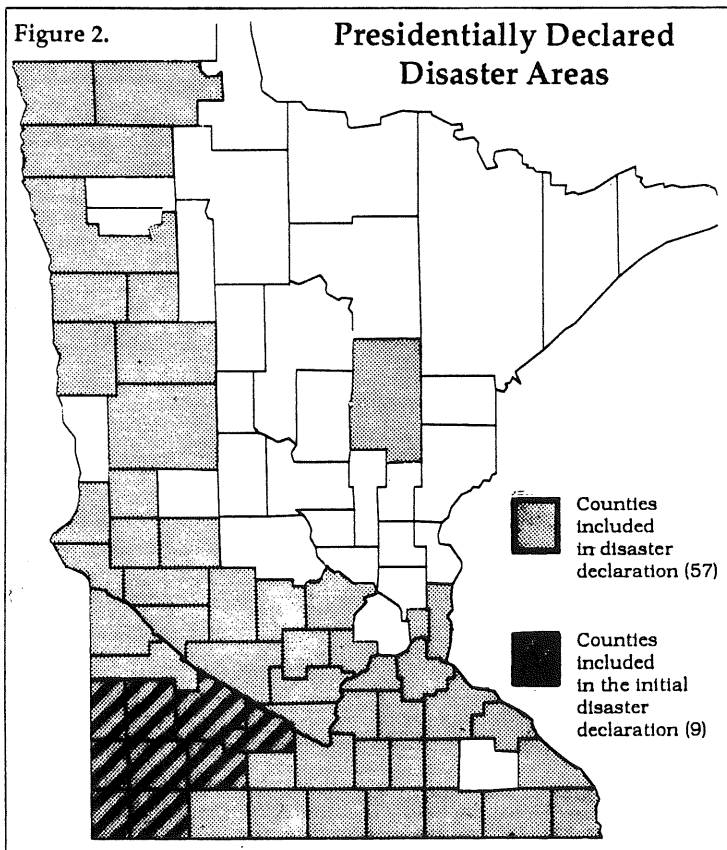 Figure 2.
Presidentially Declared
Disaster Areas
Counties
included
in disaster
declaration (57)
Counties
included
in the initial
disaster
declaration (9)